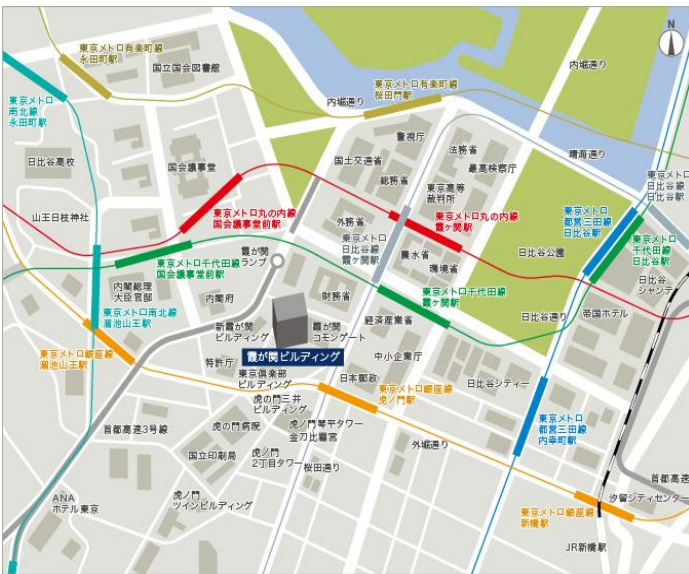 東京メトロ有楽町線
永田町駅
国立国会図書館
N
内堀通り
東京メトロ有楽町線
桜田門駅
内堀通り
東京メトロ
南北線
永田町駅
警視庁
法務省
晴海通り
日比谷高校
国会議事堂
国土交通省
総務省
最高検察庁
東京メトロ
日比谷線
日比谷駅
東京高等
裁判所
山王日枝神社
東京メトロ丸の内線
国会議事堂前駅
外務省
東京メトロ丸の内線
霞ヶ関駅
東京メトロ
都営三田線
日比谷駅
東京メトロ
日比谷線
霞ヶ関駅
農水省
環境省
日比谷公園
東京メトロ
千代田線
日比谷駅
東京メトロ千代田線
国会議事堂前駅
霞が関
ランプ
日比谷
シャンテ
内閣総理
大臣官邸
内閣府
財務省
東京メトロ千代田線
霞ヶ関駅
東京メトロ南北線
溜池山王駅
新霞が関
ビルディング
霞が関
コモンゲート
経済産業省
日比谷通り
帝国ホテル
東京メトロ銀座線
溜池山王駅
霞が関ビルディング
特許庁
中小企業庁
東京倶楽部
ビルディング
日本郵政
日比谷シティー
東京メトロ銀座線
虎ノ門駅
虎の門三井
ビルディング
首都高速3号線
虎の門病院
虎ノ門琴平タワー
金刀比羅宮
東京メトロ
都営三田線
内幸町駅
外堀通り
国立印刷局
虎ノ門
2丁目タワー
桜田通り
首都高速
ANA
ホテル東京
虎ノ門
ツインビルディング
汐留シティセンター
東京メトロ銀座線
新橋駅
JR新橋駅